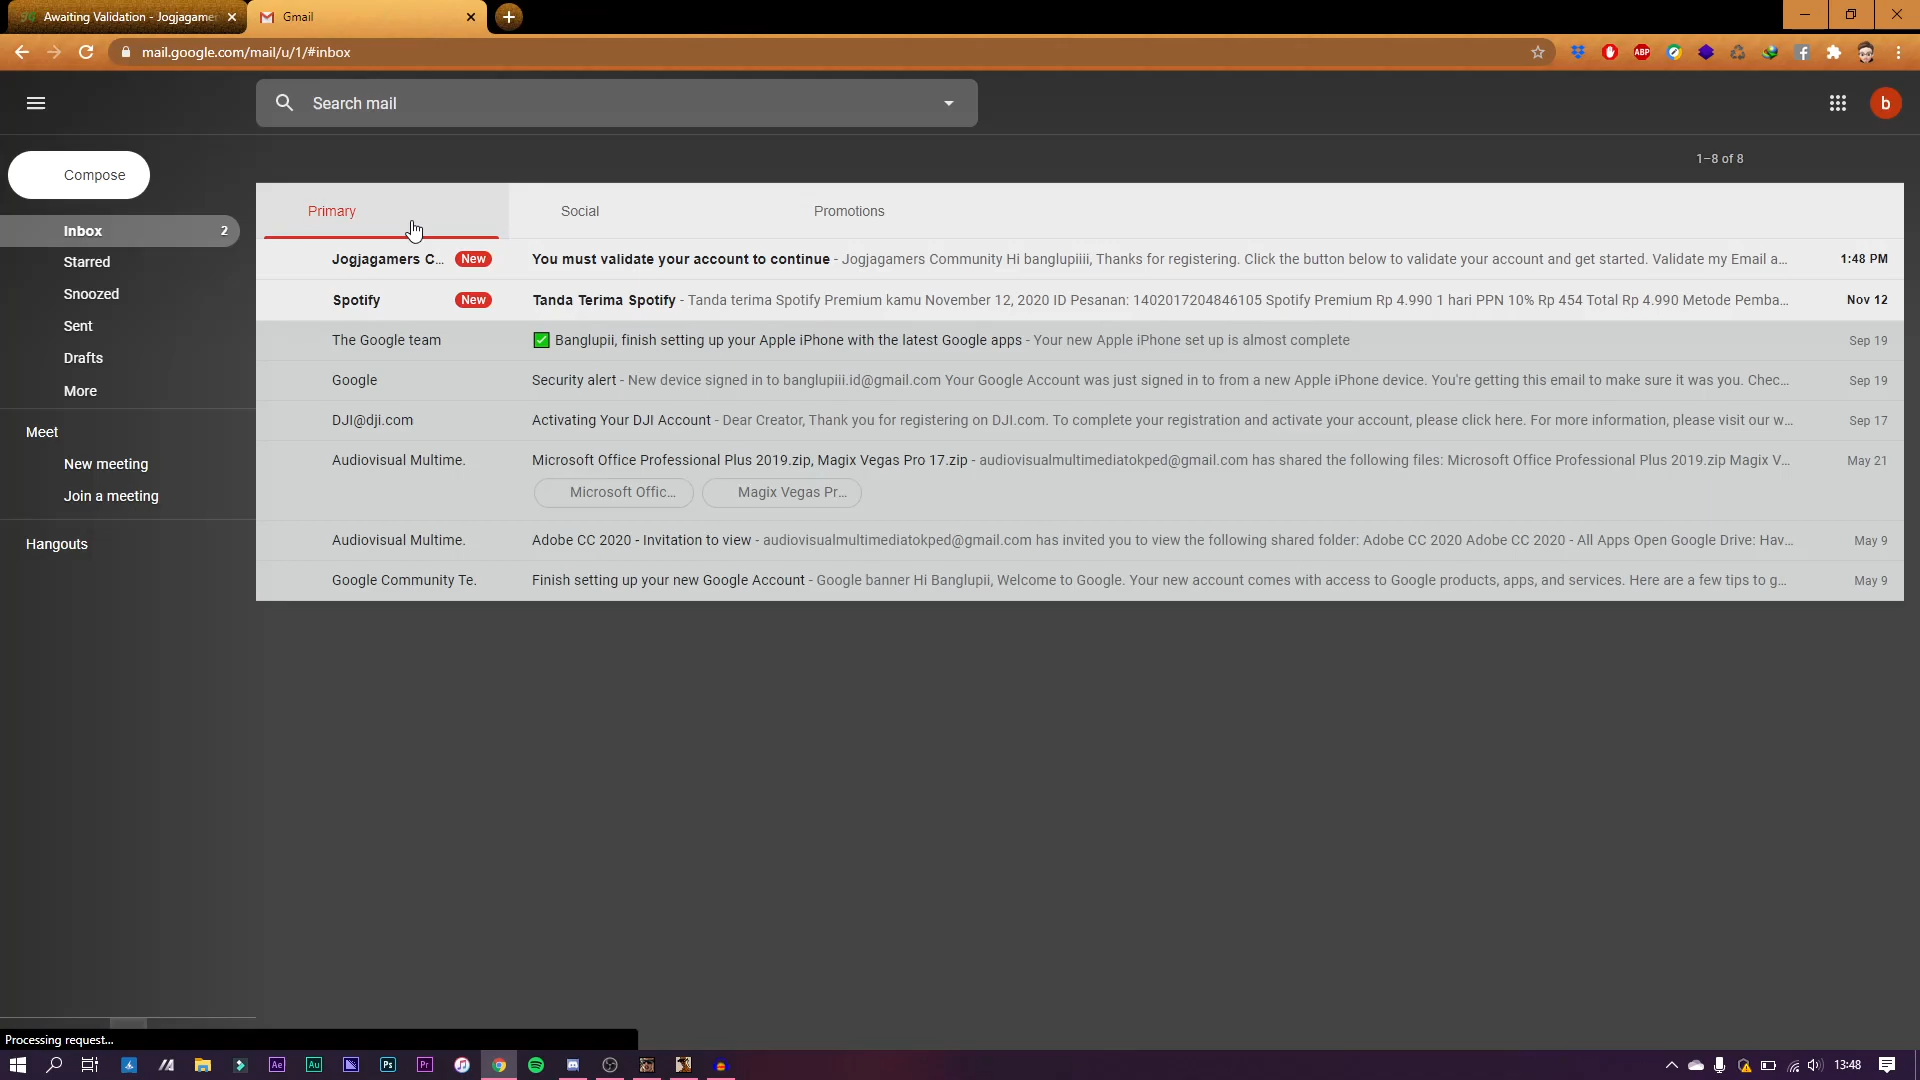 Awaiting Validation - Jogjagamer
Gmail
mail.google.com/mail/u/1/#inbox
ABP
Search mail
b
Compose
1–8 of 8
Primary
Social
Promotions
Inbox 2
Starred
Snoozed
Sent
Drafts
More
Meet
New meeting
Join a meeting
Hangouts
Jogjagamers C... New You must validate your account to continue - Jogjagamers Community Hi banglupiiii, Thanks for registering. Click the button below to validate your account and get started. Validate my Email a... 1:48 PM
Spotify New Tanda Terima Spotify - Tanda terima Spotify Premium kamu November 12, 2020 ID Pesanan: 1402017204846105 Spotify Premium Rp 4.990 1 hari PPN 10% Rp 454 Total Rp 4.990 Metode Pemba... Nov 12
The Google team Banglupii, finish setting up your Apple iPhone with the latest Google apps - Your new Apple iPhone set up is almost complete Sep 19
Google Security alert - New device signed in to banglupiii.id@gmail.com Your Google Account was just signed in to from a new Apple iPhone device. You're getting this email to make sure it was you. Chec... Sep 19
DJI@dji.com Activating Your DJI Account - Dear Creator, Thank you for registering on DJI.com. To complete your registration and activate your account, please click here. For more information, please visit our w... Sep 17
Audiovisual Multime. Microsoft Office Professional Plus 2019.zip, Magix Vegas Pro 17.zip - audiovisualmultimediatokped@gmail.com has shared the following files: Microsoft Office Professional Plus 2019.zip Magix V... May 21
Microsoft Offic... Magix Vegas Pr...
Audiovisual Multime. Adobe CC 2020 - Invitation to view - audiovisualmultimediatokped@gmail.com has invited you to view the following shared folder: Adobe CC 2020 Adobe CC 2020 - All Apps Open Google Drive: Hav... May 9
Google Community Te. Finish setting up your new Google Account - Google banner Hi Banglupii, Welcome to Google. Your new account comes with access to Google products, apps, and services. Here are a few tips to g... May 9
Processing request...
Ae Au Ps Pr
13:48